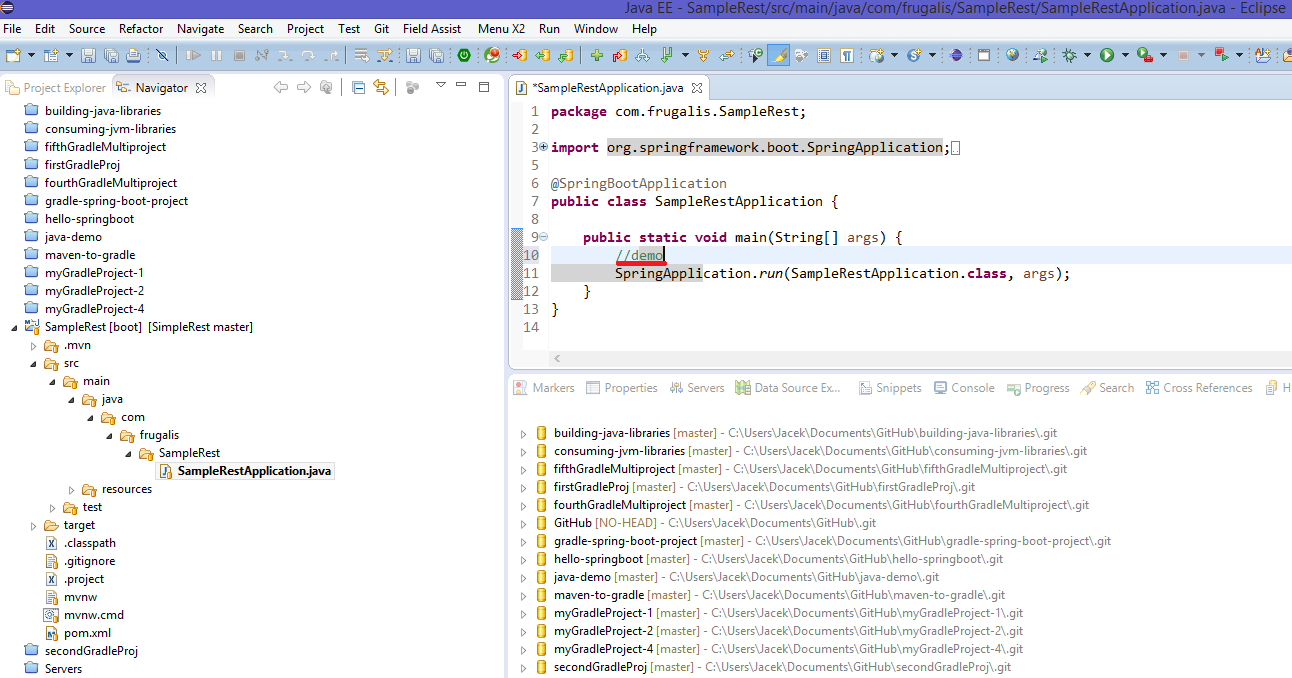 Java EE - SampleRest/src/main/java/com/frugalis/SampleRest/SampleRestApplication.java - Eclipse
File Edit Source Refactor Navigate Search Project Test Git Field Assist Menu X2 Run Window Help
Project Explorer Navigator
building-java-libraries
consuming-jvm-libraries
fifthGradleMultiproject
firstGradleProj
fourthGradleMultiproject
gradle-spring-boot-project
hello-springboot
java-demo
maven-to-gradle
myGradleProject-1
myGradleProject-2
myGradleProject-4
SampleRest [boot] [SimpleRest master]
.mvn
src
main
java
com
frugalis
SampleRest
SampleRestApplication.java
resources
test
target
.classpath
.gitignore
.project
mvnw
mvnw.cmd
pom.xml
secondGradleProj
Servers
*SampleRestApplication.java
1 package com.frugalis.SampleRest;
2
3 import org.springframework.boot.SpringApplication;
5
6 @SpringBootApplication
7 public class SampleRestApplication {
8
9 public static void main(String[] args) {
10 //demo
11 SpringApplication.run(SampleRestApplication.class, args);
12 }
13 }
14
Markers Properties Servers Data Source Ex... Snippets Console Progress Search Cross References H
building-java-libraries [master] - C:\Users\Jacek\Documents\GitHub\building-java-libraries\.git
consuming-jvm-libraries [master] - C:\Users\Jacek\Documents\GitHub\consuming-jvm-libraries\.git
fifthGradleMultiproject [master] - C:\Users\Jacek\Documents\GitHub\fifthGradleMultiproject\.git
firstGradleProj [master] - C:\Users\Jacek\Documents\GitHub\firstGradleProj\.git
fourthGradleMultiproject [master] - C:\Users\Jacek\Documents\GitHub\fourthGradleMultiproject\.git
GitHub [NO-HEAD] - C:\Users\Jacek\Documents\GitHub\.git
gradle-spring-boot-project [master] - C:\Users\Jacek\Documents\GitHub\gradle-spring-boot-project\.git
hello-springboot [master] - C:\Users\Jacek\Documents\GitHub\hello-springboot\.git
java-demo [master] - C:\Users\Jacek\Documents\GitHub\java-demo\.git
maven-to-gradle [master] - C:\Users\Jacek\Documents\GitHub\maven-to-gradle\.git
myGradleProject-1 [master] - C:\Users\Jacek\Documents\GitHub\myGradleProject-1\.git
myGradleProject-2 [master] - C:\Users\Jacek\Documents\GitHub\myGradleProject-2\.git
myGradleProject-4 [master] - C:\Users\Jacek\Documents\GitHub\myGradleProject-4\.git
secondGradleProj [master] - C:\Users\Jacek\Documents\GitHub\secondGradleProj\.git